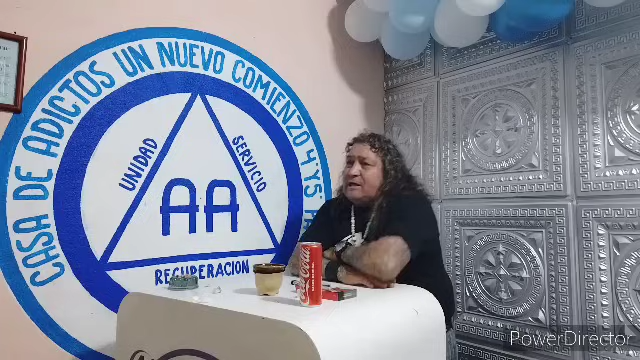 CASA DE ADICTOS UN NUEVO COMIENZO 4 Y 5
UNIDAD
SERVICIO
AA
RECUPERACION
Coca-Cola
PowerDirector